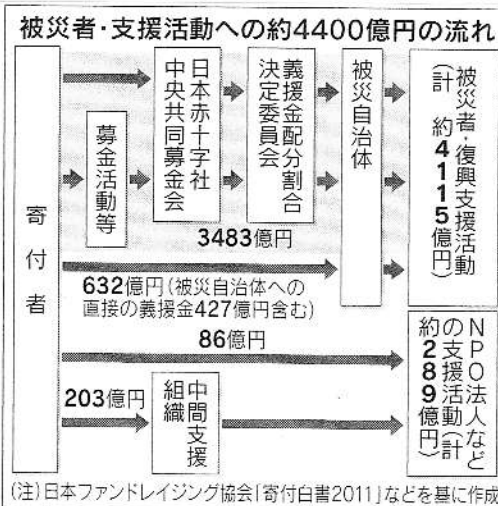 被災者・支援活動への約4400億円の流れ
寄付者
募金活動等
日本赤十字社
中央共同募金会
義援金配分割合
決定委員会
被災自治体
被災者・復興支援活動
(計 約4115億円)
3483億円
632億円(被災自治体への
直接の義援金427億円含む)
86億円
203億円
中間支援
組織
NPO法人など
の支援活動(計
約289億円)
(注)日本ファンドレイジング協会「寄付白書2011」などを基に作成